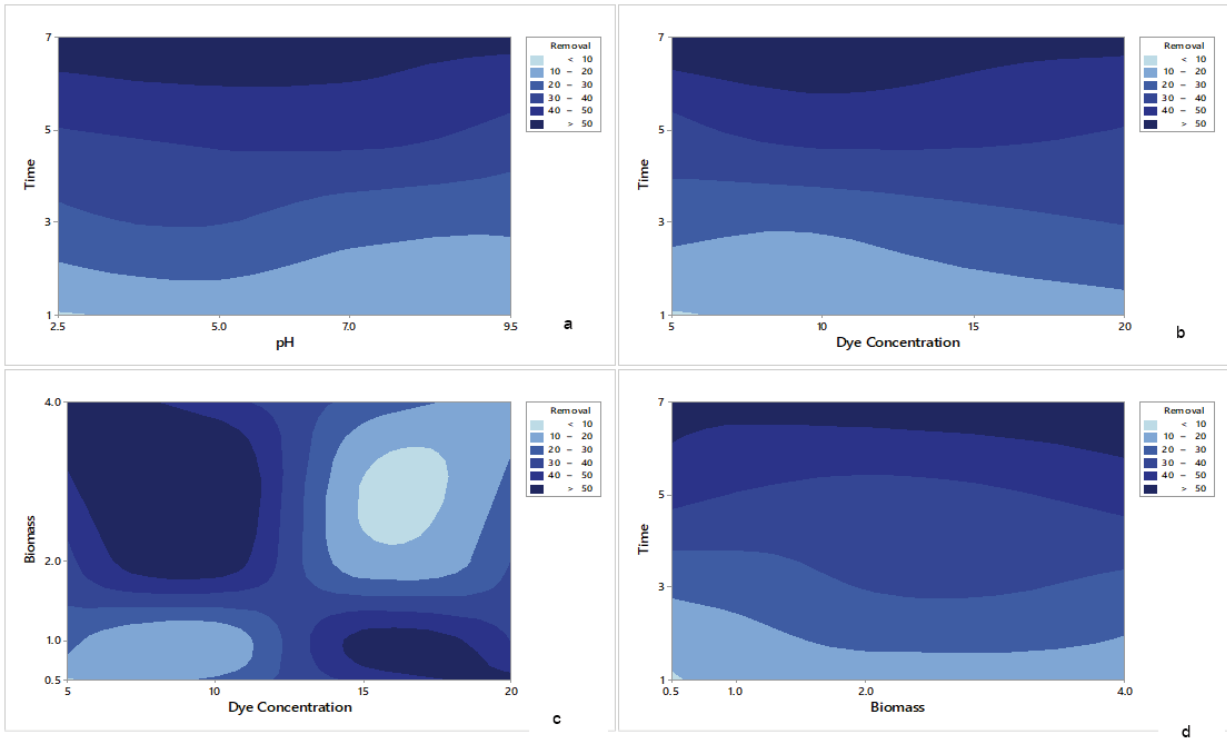 Removal
< 10
10 – 20
20 – 30
30 – 40
40 – 50
> 50
7
5
3
1
Time
2.5 5.0 7.0 9.5
pH
a
Removal
< 10
10 – 20
20 – 30
30 – 40
40 – 50
> 50
7
5
3
1
Time
5 10 15 20
Dye Concentration
b
Removal
< 10
10 – 20
20 – 30
30 – 40
40 – 50
> 50
4.0
2.0
1.0
0.5
Biomass
5 10 15 20
Dye Concentration
c
Removal
< 10
10 – 20
20 – 30
30 – 40
40 – 50
> 50
7
5
3
1
Time
0.5 1.0 2.0 4.0
Biomass
d